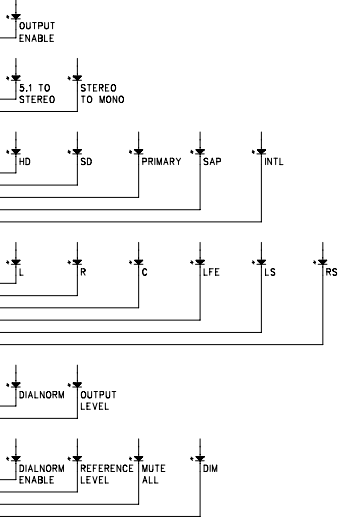 OUTPUT
ENABLE
5.1 TO
STEREO
STEREO
TO MONO
HD
SD
PRIMARY
SAP
INTL
L
R
C
LFE
LS
RS
DIALNORM
OUTPUT
LEVEL
DIALNORM
ENABLE
REFERENCE
LEVEL
MUTE
ALL
DIM